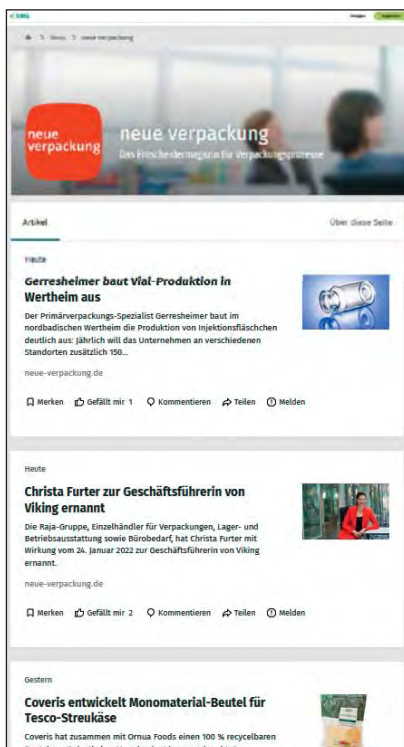 XING
> News > neue verpackung
neue
verpackung
neue verpackung
Das Entscheidermagazin für Verpackungsprozesse
Artikel
Über diese Seite
Heute
Gerresheimer baut Vial-Produktion in
Wertheim aus
Der Primärverpackungs-Spezialist Gerresheimer baut im
nordbadischen Wertheim die Produktion von Injektionsfläschchen
deutlich aus: Jährlich will das Unternehmen an verschiedenen
Standorten zusätzlich 150...
neue-verpackung.de
Merken Gefällt mir 1 Kommentieren Teilen Melden
Heute
Christa Furter zur Geschäftsführerin von
Viking ernannt
Die Raja-Gruppe, Einzelhändler für Verpackungen, Lager- und
Betriebsausstattung sowie Bürobedarf, hat Christa Furter mit
Wirkung vom 24. Januar 2022 zur Geschäftsführerin von Viking
ernannt.
neue-verpackung.de
Merken Gefällt mir 2 Kommentieren Teilen Melden
Gestern
Coveris entwickelt Monomaterial-Beutel für
Tesco-Streukäse
Coveris hat zusammen mit Ornua Foods einen 100 % recycelbaren